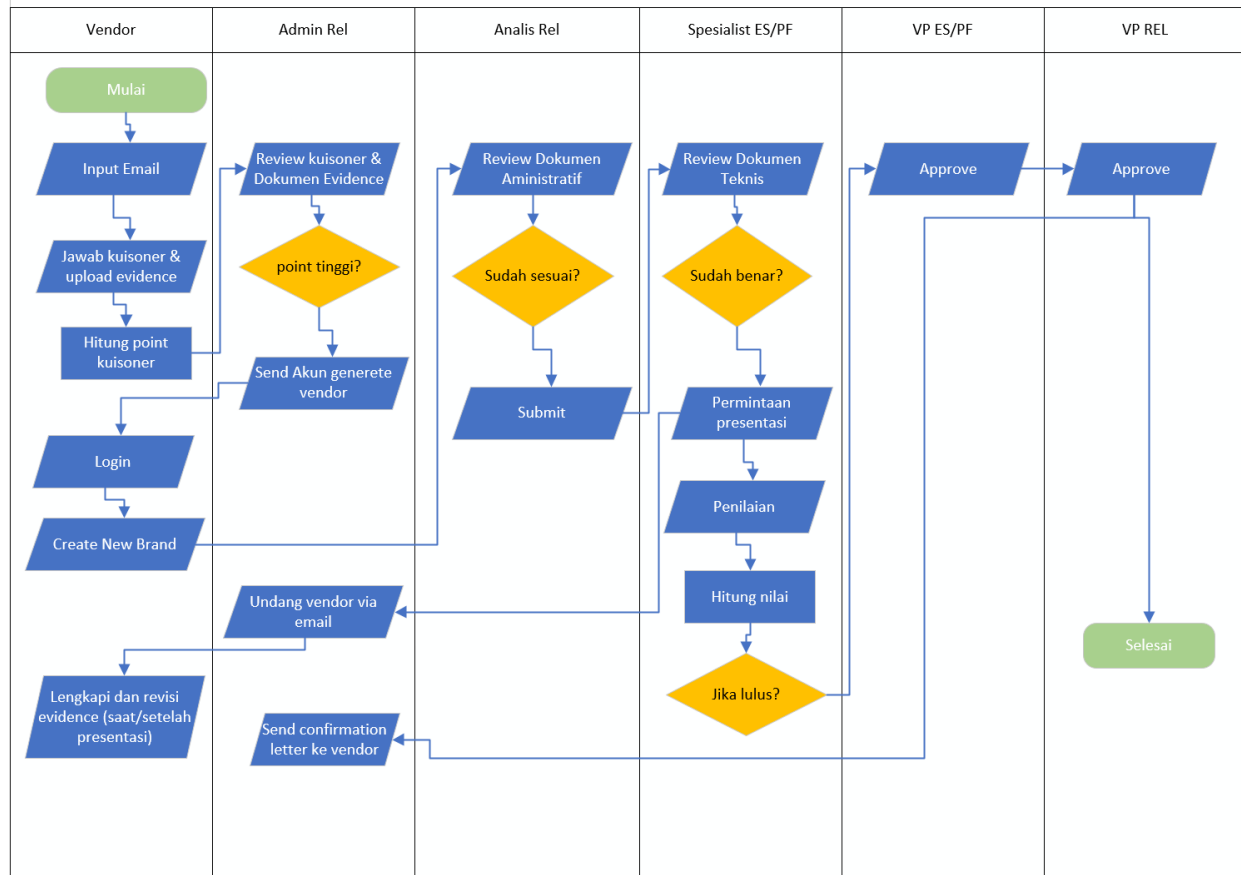 Vendor
Admin Rel
Analis Rel
Spesialist ES/PF
VP ES/PF
VP REL
Mulai
Input Email
Jawab kuisoner &
upload evidence
Hitung point
kuisoner
Login
Create New Brand
Lengkapi dan revisi
evidence (saat/setelah
presentasi)
Review kuisoner &
Dokumen Evidence
point tinggi?
Send Akun generete
vendor
Undang vendor via
email
Send confirmation
letter ke vendor
Review Dokumen
Aministratif
Sudah sesuai?
Submit
Review Dokumen
Teknis
Sudah benar?
Permintaan
presentasi
Penilaian
Hitung nilai
Jika lulus?
Approve
Approve
Selesai